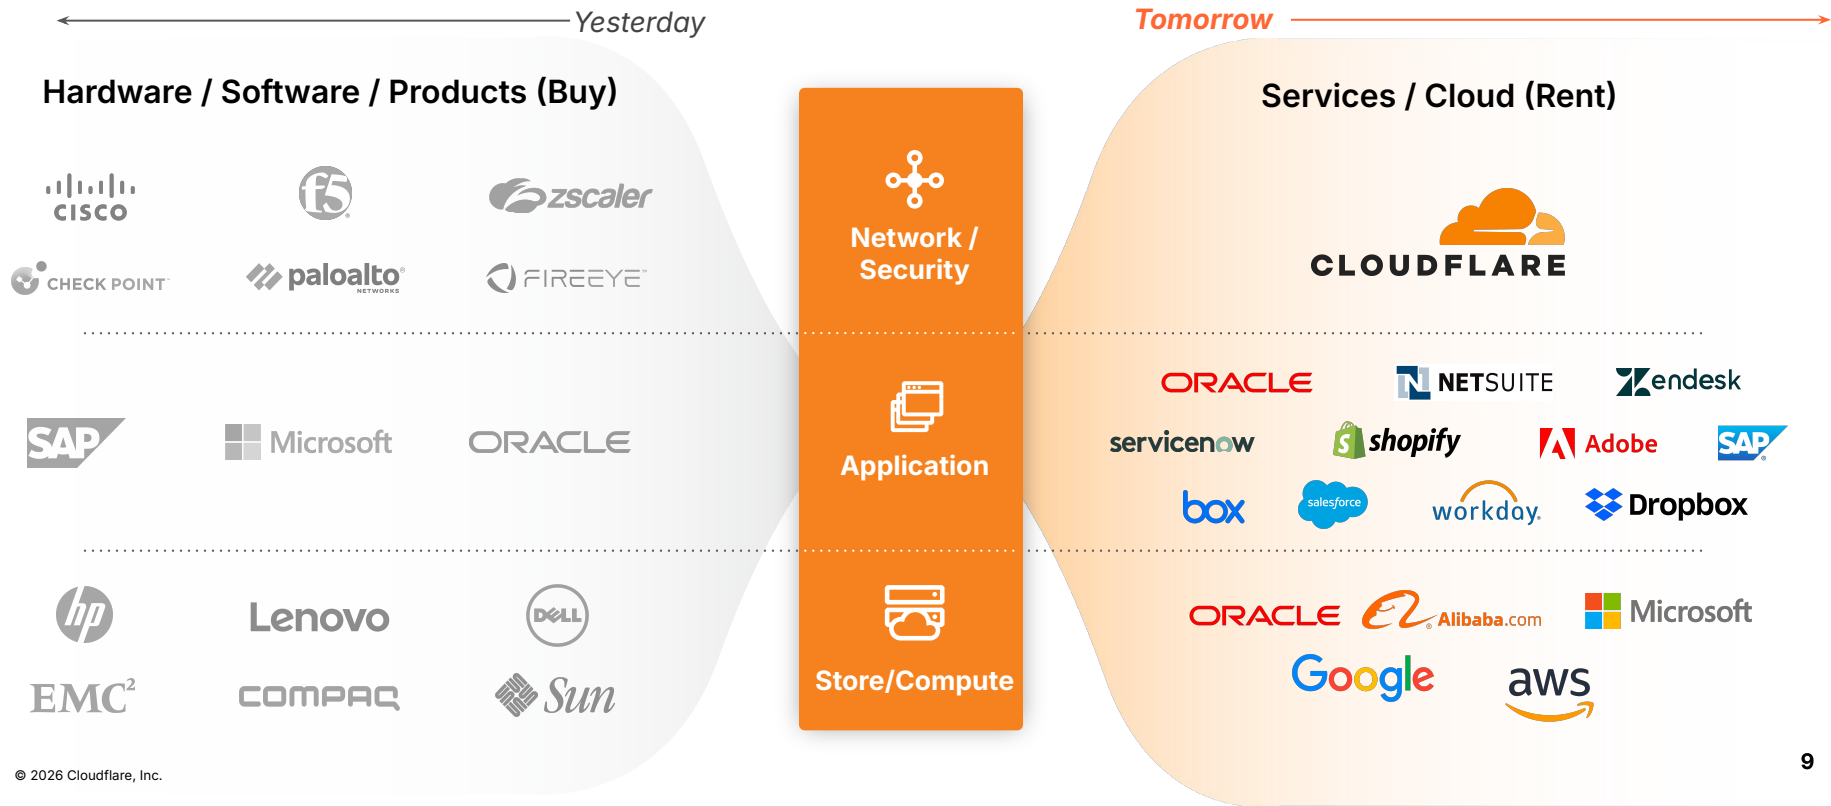 Yesterday
Tomorrow
Hardware / Software / Products (Buy)
Services / Cloud (Rent)
CISCO
f5
zscaler
CHECK POINT
paloalto
NETWORKS
FIREEYE™
Network /
Security
CLOUDFLARE
SAP
Microsoft
ORACLE
Application
ORACLE
NETSUITE
zendesk
servicenow
shopify
Adobe
SAP
box
salesforce
workday
Dropbox
hp
Lenovo
DELL
EMC²
COMPAQ
Sun
Store/Compute
ORACLE
Alibaba.com
Microsoft
Google
aws
© 2026 Cloudflare, Inc.
9